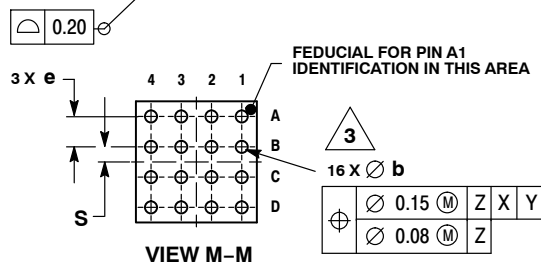 0.20
FEDUCIAL FOR PIN A1
IDENTIFICATION IN THIS AREA
3 X e
4 3 2 1
A
B
C
D
S
3
16 X ∅ b
∅ 0.15 Ⓜ Z X Y
∅ 0.08 Ⓜ Z
VIEW M–M